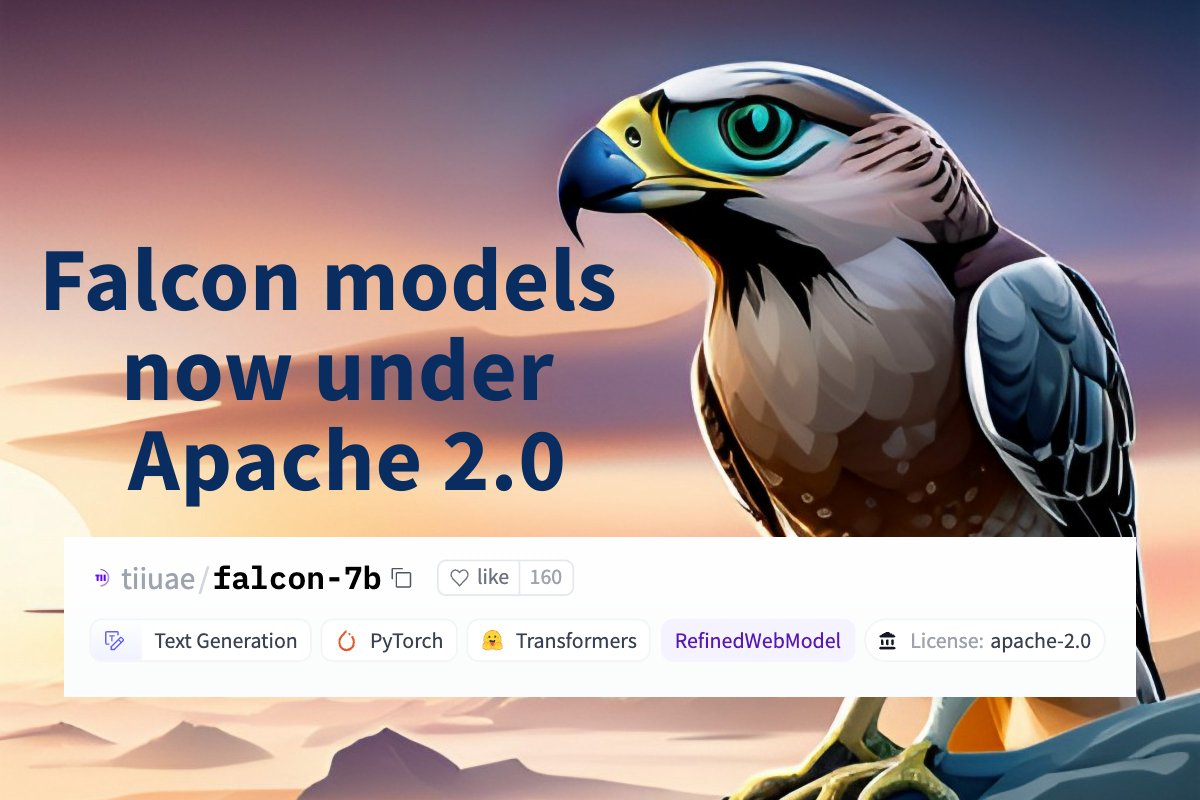 Falcon models
now under
Apache 2.0
TII tiiuae/falcon-7b like 160
Text Generation PyTorch Transformers RefinedWebModel License: apache-2.0